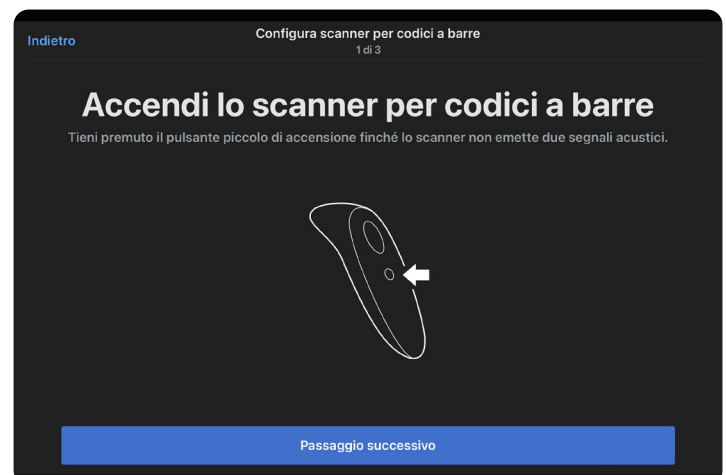 Indietro
Configura scanner per codici a barre
1 di 3
Accendi lo scanner per codici a barre
Tieni premuto il pulsante piccolo di accensione finché lo scanner non emette due segnali acustici.
Passaggio successivo